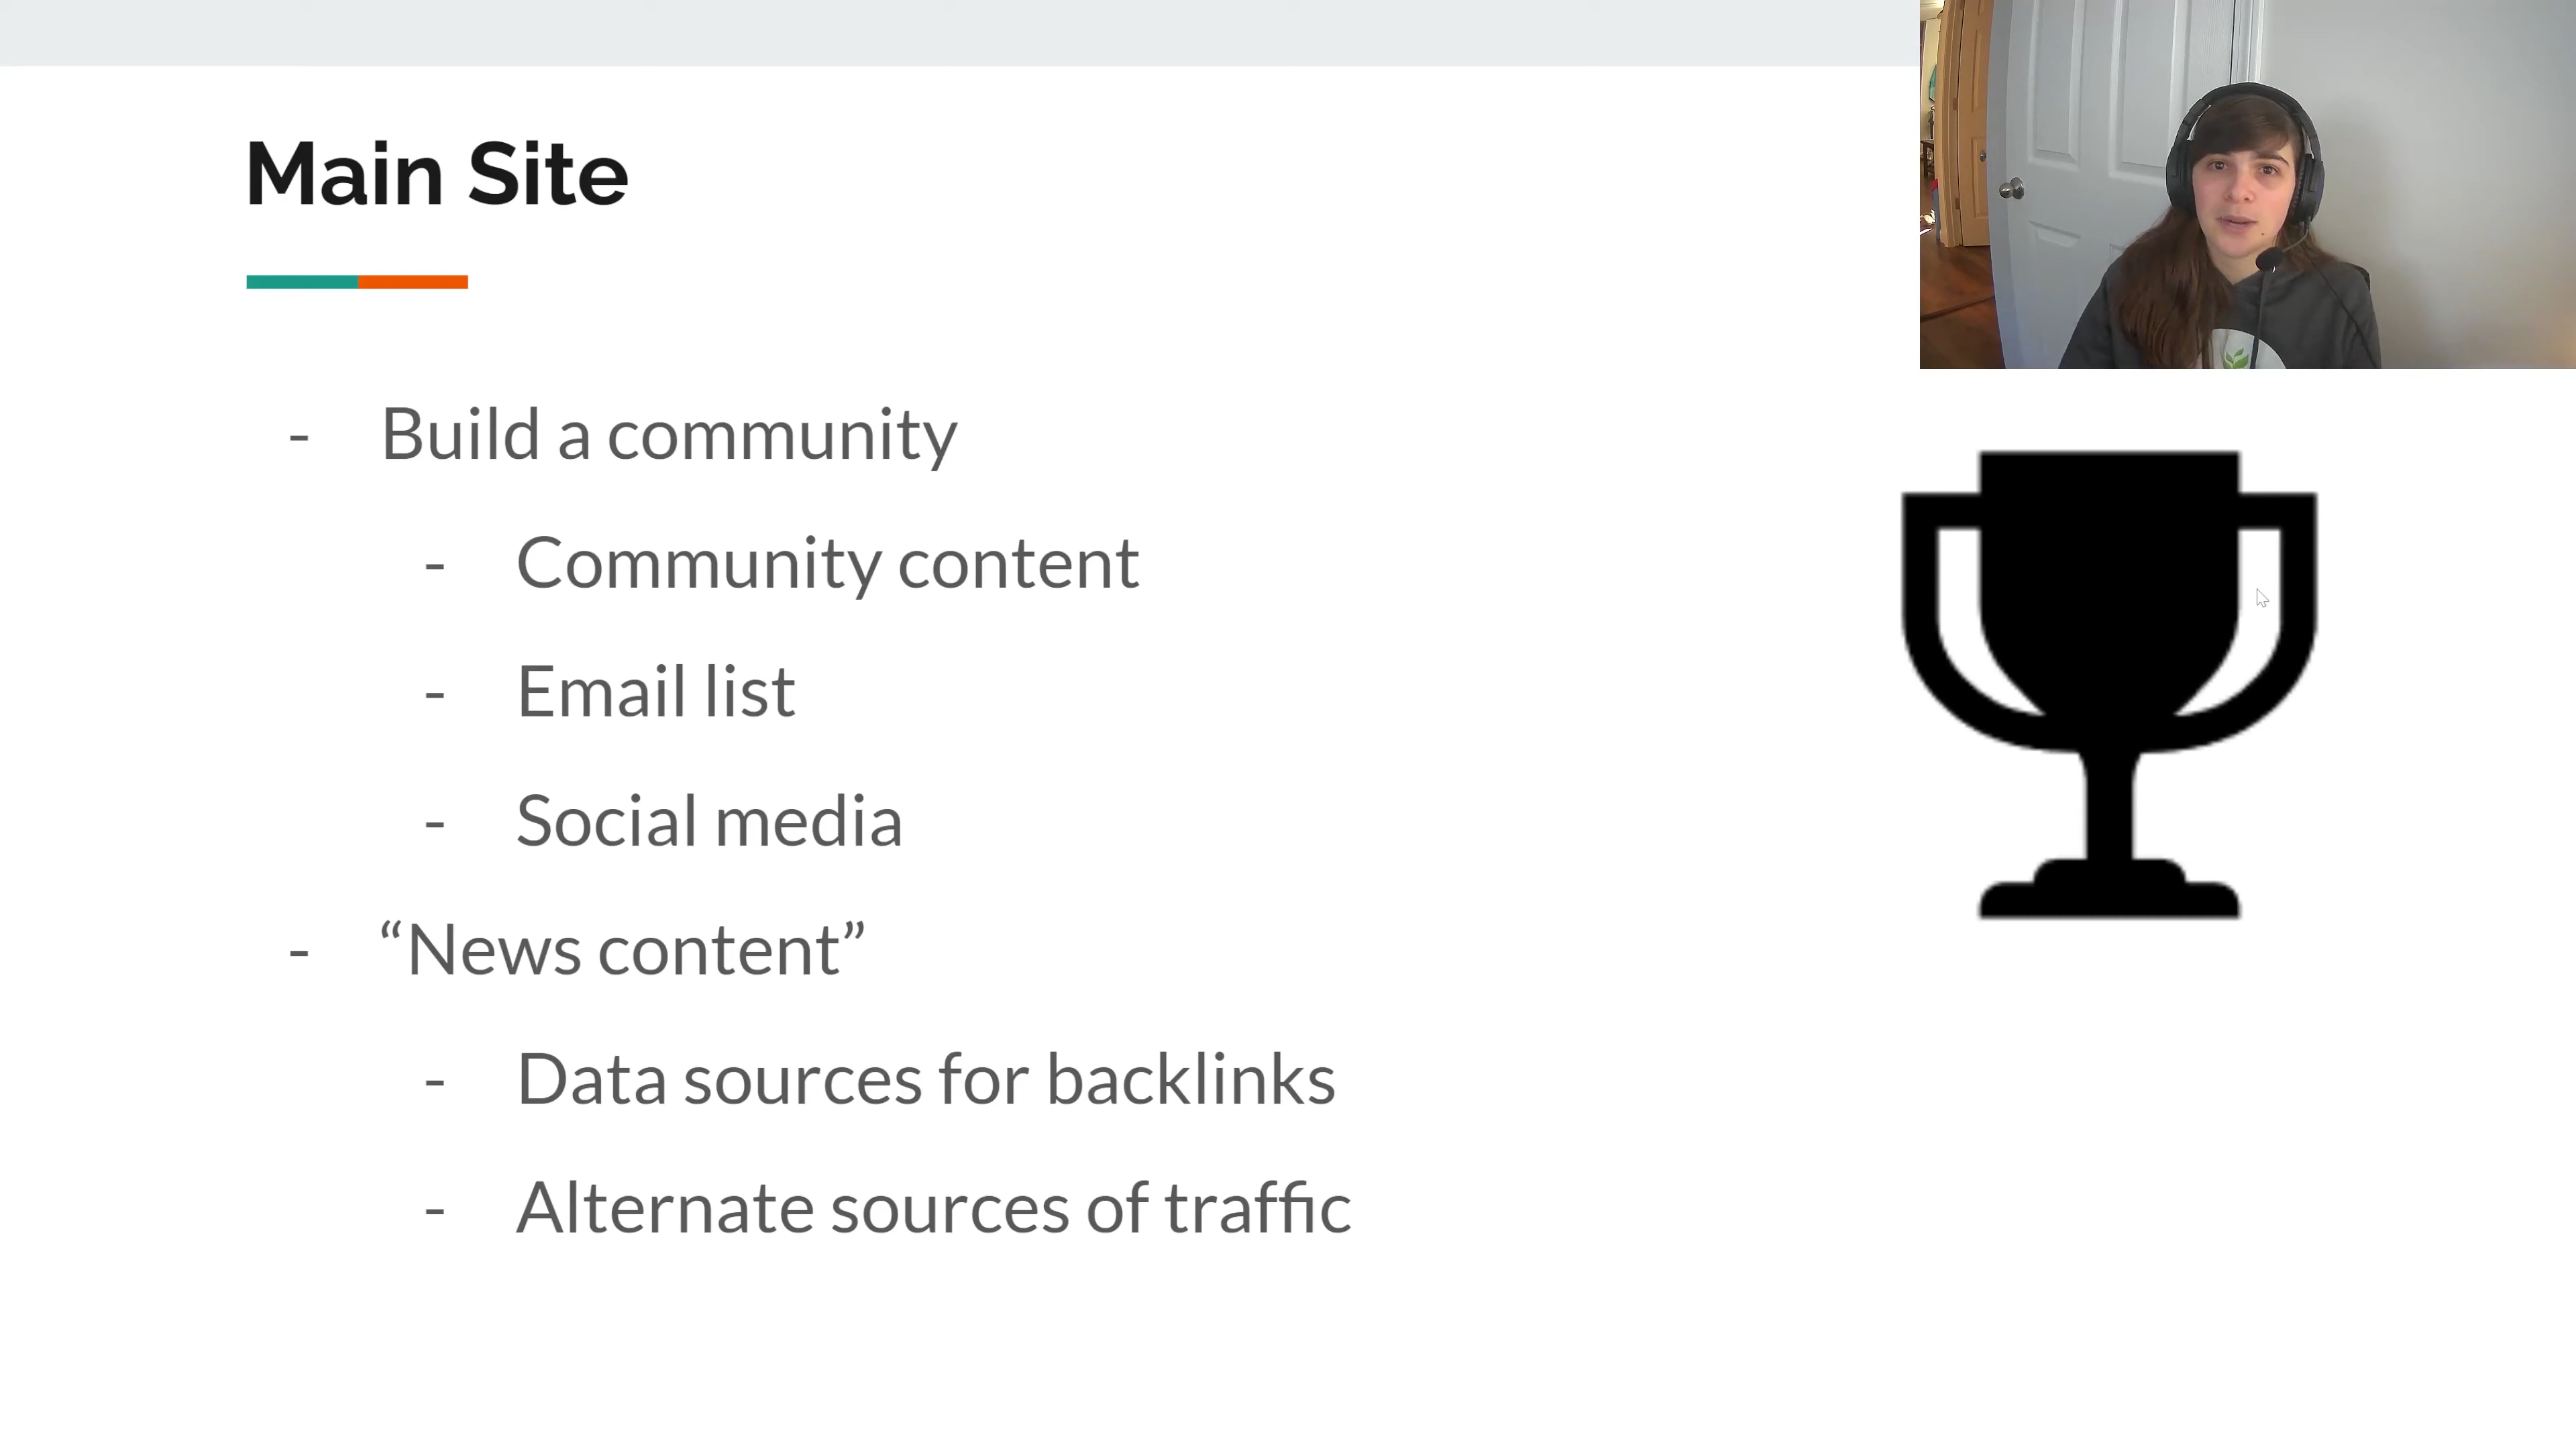 Main Site
- Build a community
- Community content
- Email list
- Social media
- “News content”
- Data sources for backlinks
- Alternate sources of traffic